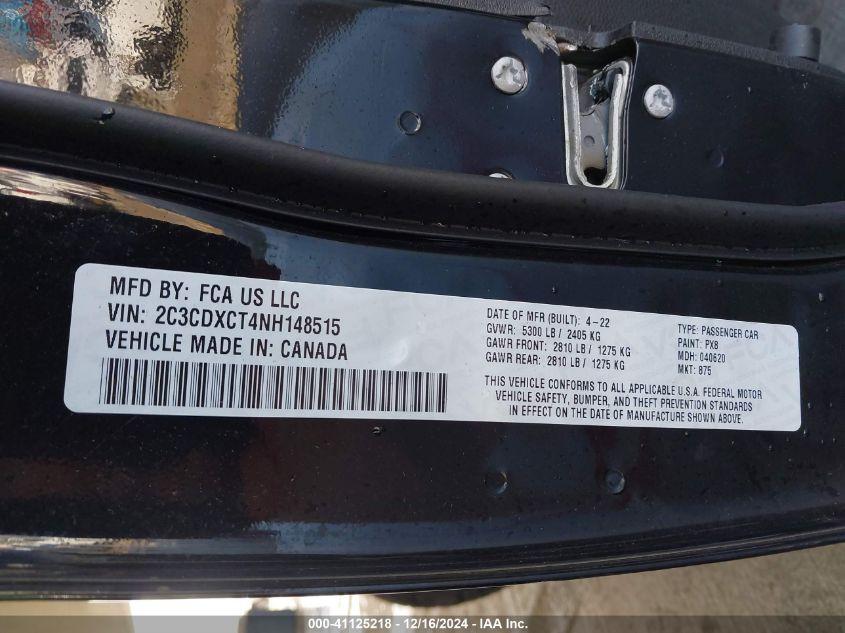 MFD BY: FCA US LLC
VIN: 2C3CDXCT4NH148515
VEHICLE MADE IN: CANADA
DATE OF MFR (BUILT): 4-22
GVWR: 5300 LB / 2405 KG
GAWR FRONT: 2810 LB / 1275 KG
GAWR REAR: 2810 LB / 1275 KG
TYPE: PASSENGER CAR
PAINT: PX8
MDH: 040620
MKT: 875
THIS VEHICLE CONFORMS TO ALL APPLICABLE U.S.A. FEDERAL MOTOR
VEHICLE SAFETY, BUMPER, AND THEFT PREVENTION STANDARDS
IN EFFECT ON THE DATE OF MANUFACTURE SHOWN ABOVE.
000-41125218 - 12/16/2024 - IAA Inc.